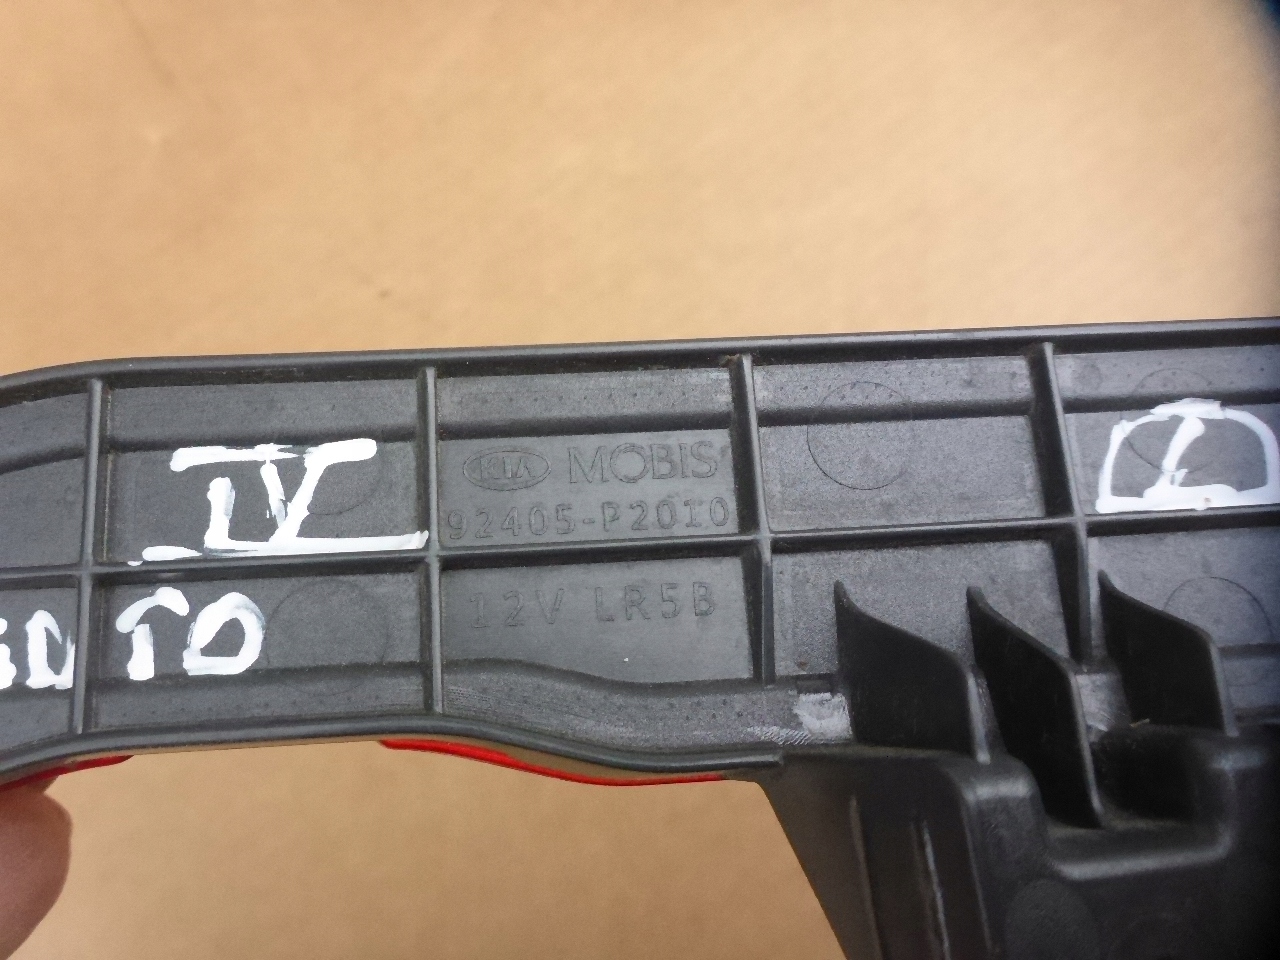 IV
KIA MOBIS
92405-P2010
12V LR5B